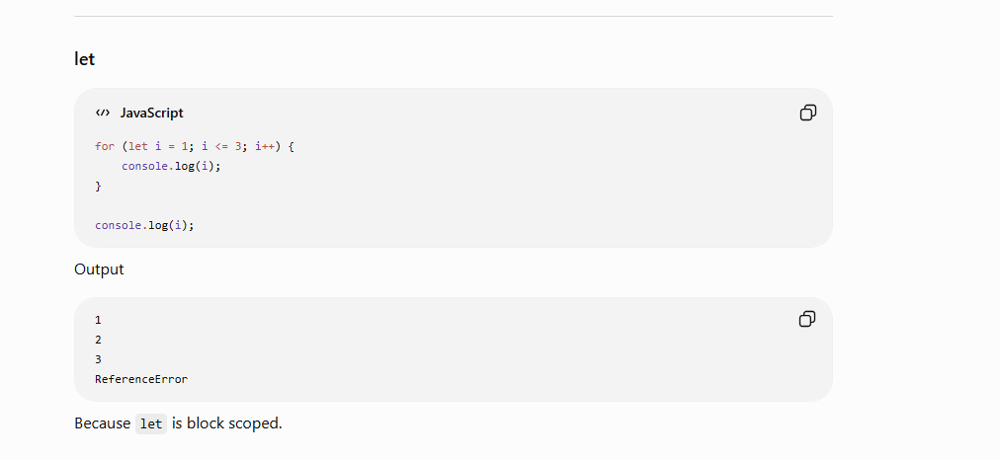 let
JavaScript
for (let i = 1; i <= 3; i++) {
    console.log(i);
}
console.log(i);
Output
1
2
3
ReferenceError
Because let is block scoped.